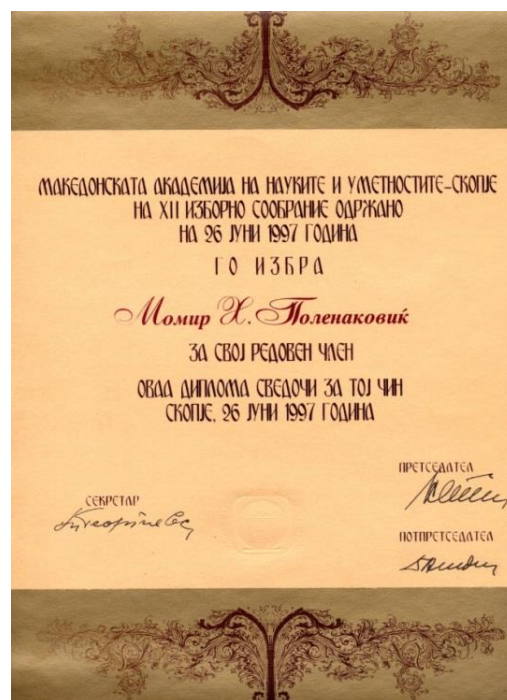 МАКЕДОНСКАТА АКАДЕМИЈА НА НАУКИТЕ И УМЕТНОСТИТЕ-СКОПЈЕ
НА XII ИЗБОРНО СОБРАНИЕ ОДРЖАНО
НА 26 ЈУНИ 1997 ГОДИНА
ГО ИЗБРА
Момир Х. Поленаковиќ
ЗА СВОЈ РЕДОВЕН ЧЛЕН
ОВАА ДИПЛОМА СВЕДОЧИ ЗА ТОЈ ЧИН
СКОПЈЕ, 26 ЈУНИ 1997 ГОДИНА
ПРЕТСЕДАТЕЛ
СЕКРЕТАР
ПОТПРЕТСЕДАТЕЛ